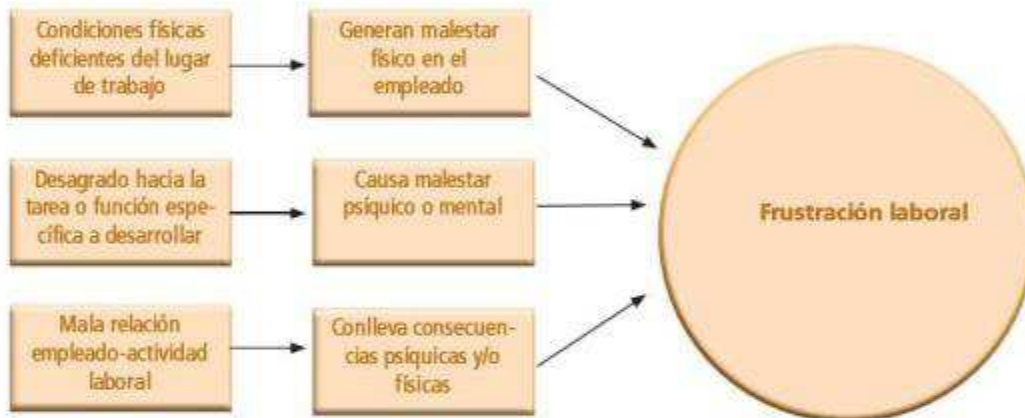 Condiciones físicas
deficientes del lugar
de trabajo
Generan malestar
físico en el
empleado
Desagrado hacia la
tarea o función espe-
cífica a desarrollar
Causa malestar
psíquico o mental
Frustración laboral
Mala relación
empleado-actividad
laboral
Conlleva consecuen-
cias psíquicas y/o
físicas